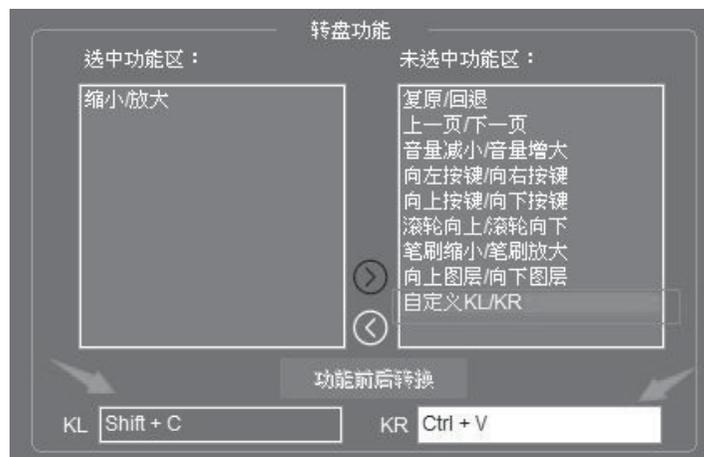 转盘功能
选中功能区：
未选中功能区：
缩小/放大
复原/回退
上一页/下一页
音量减小/音量增大
向左按键/向右按键
向上按键/向下按键
滚轮向上/滚轮向下
笔刷缩小/笔刷放大
向上图层/向下图层
自定义KL/KR
功能前后转换
KL Shift + C
KR Ctrl + V